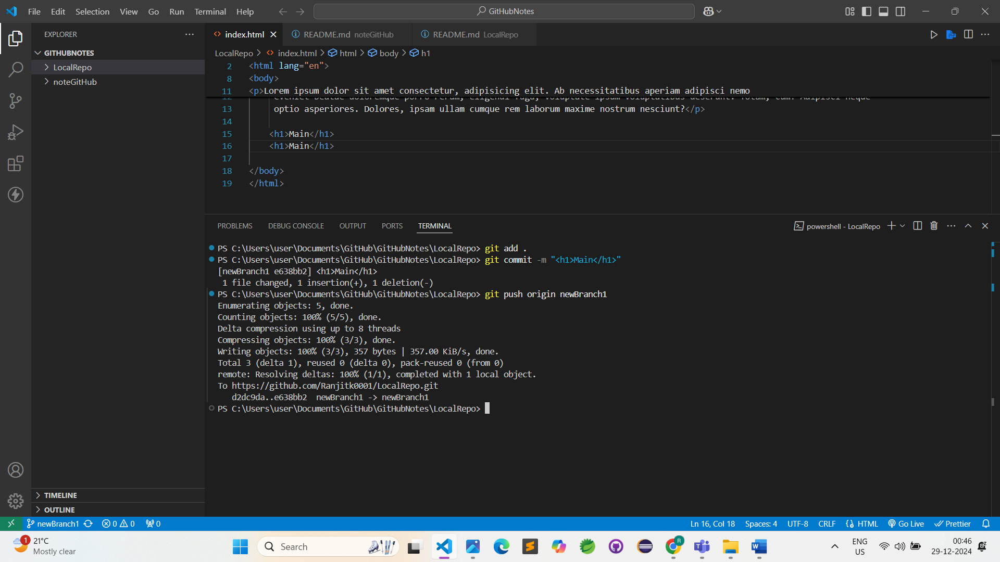 File Edit Selection View Go Run Terminal Help
GitHubNotes
EXPLORER
index.html
README.md noteGitHub
README.md LocalRepo
GITHUBNOTES
LocalRepo
noteGitHub
LocalRepo > index.html > html > body > h1
2 <html lang="en">
8 <body>
11 <p>Lorem ipsum dolor sit amet consectetur, adipisicing elit. Ab necessitatibus aperiam adipisci nemo
13 optio asperiores. Dolores, ipsam ullam cumque rem laborum maxime nostrum nesciunt?</p>
14
15 <h1>Main</h1>
16 <h1>Main</h1>
17
18 </body>
19 </html>
PROBLEMS DEBUG CONSOLE OUTPUT PORTS TERMINAL
powershell - LocalRepo
PS C:\Users\user\Documents\GitHub\GitHubNotes\LocalRepo> git add .
PS C:\Users\user\Documents\GitHub\GitHubNotes\LocalRepo> git commit -m "<h1>Main</h1>"
[newBranch1 e638bb2] <h1>Main</h1>
1 file changed, 1 insertion(+), 1 deletion(-)
PS C:\Users\user\Documents\GitHub\GitHubNotes\LocalRepo> git push origin newBranch1
Enumerating objects: 5, done.
Counting objects: 100% (5/5), done.
Delta compression using up to 8 threads
Compressing objects: 100% (3/3), done.
Writing objects: 100% (3/3), 357 bytes | 357.00 KiB/s, done.
Total 3 (delta 1), reused 0 (delta 0), pack-reused 0 (from 0)
remote: Resolving deltas: 100% (1/1), completed with 1 local object.
To https://github.com/Ranjitk0001/LocalRepo.git
d2dc9da..e638bb2 newBranch1 -> newBranch1
PS C:\Users\user\Documents\GitHub\GitHubNotes\LocalRepo>
TIMELINE
OUTLINE
newBranch1 0 0 0
Ln 16, Col 18 Spaces: 4 UTF-8 CRLF HTML Go Live Prettier
1
21°C
Mostly clear
Search
R
ENG
US
00:46
29-12-2024